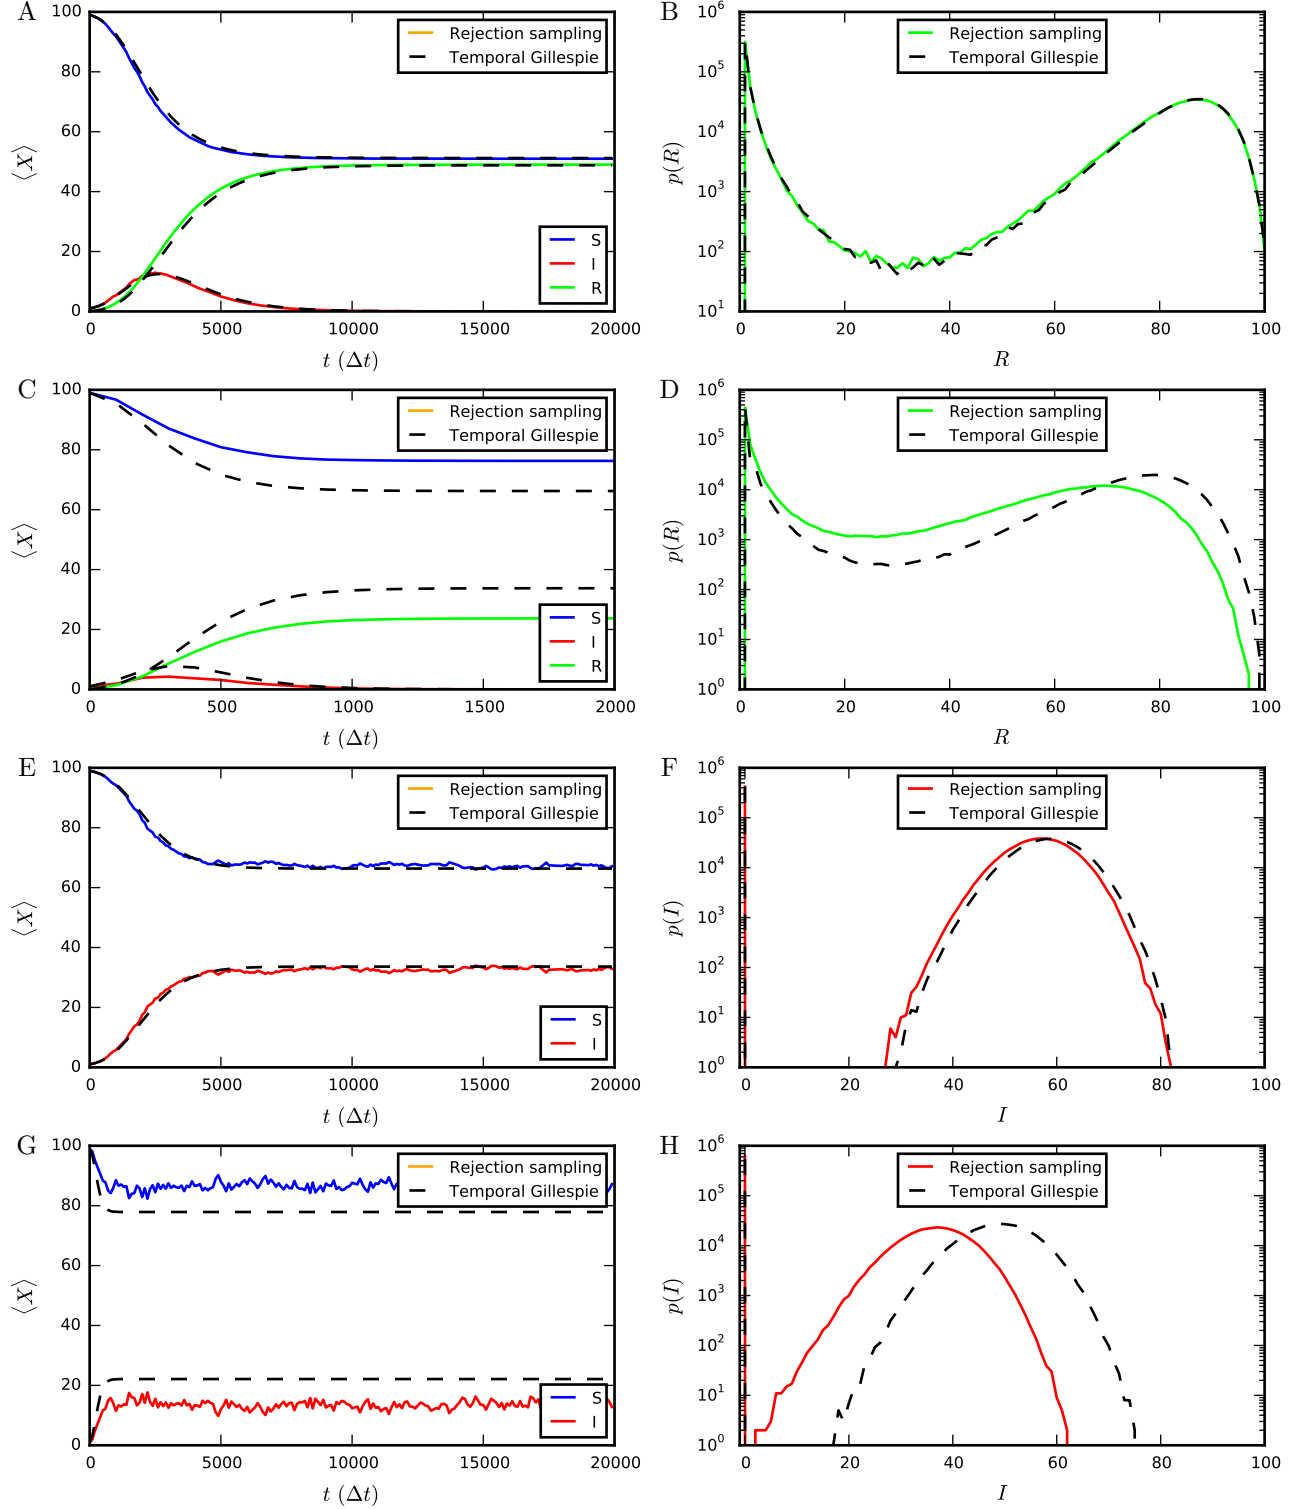 A
100
80
60
40
20
0
⟨X⟩
0 5000 10000 15000 20000
t (Δt)
Rejection sampling
Temporal Gillespie
S
I
R
B
10^6
10^5
10^4
10^3
10^2
10^1
p(R)
0 20 40 60 80 100
R
Rejection sampling
Temporal Gillespie
C
100
80
60
40
20
0
⟨X⟩
0 500 1000 1500 2000
t (Δt)
Rejection sampling
Temporal Gillespie
S
I
R
D
10^6
10^5
10^4
10^3
10^2
10^1
10^0
p(R)
0 20 40 60 80 100
R
Rejection sampling
Temporal Gillespie
E
100
80
60
40
20
0
⟨X⟩
0 5000 10000 15000 20000
t (Δt)
Rejection sampling
Temporal Gillespie
S
I
F
10^6
10^5
10^4
10^3
10^2
10^1
10^0
p(I)
0 20 40 60 80 100
I
Rejection sampling
Temporal Gillespie
G
100
80
60
40
20
0
⟨X⟩
0 5000 10000 15000 20000
t (Δt)
Rejection sampling
Temporal Gillespie
S
I
H
10^6
10^5
10^4
10^3
10^2
10^1
10^0
p(I)
0 20 40 60 80 100
I
Rejection sampling
Temporal Gillespie